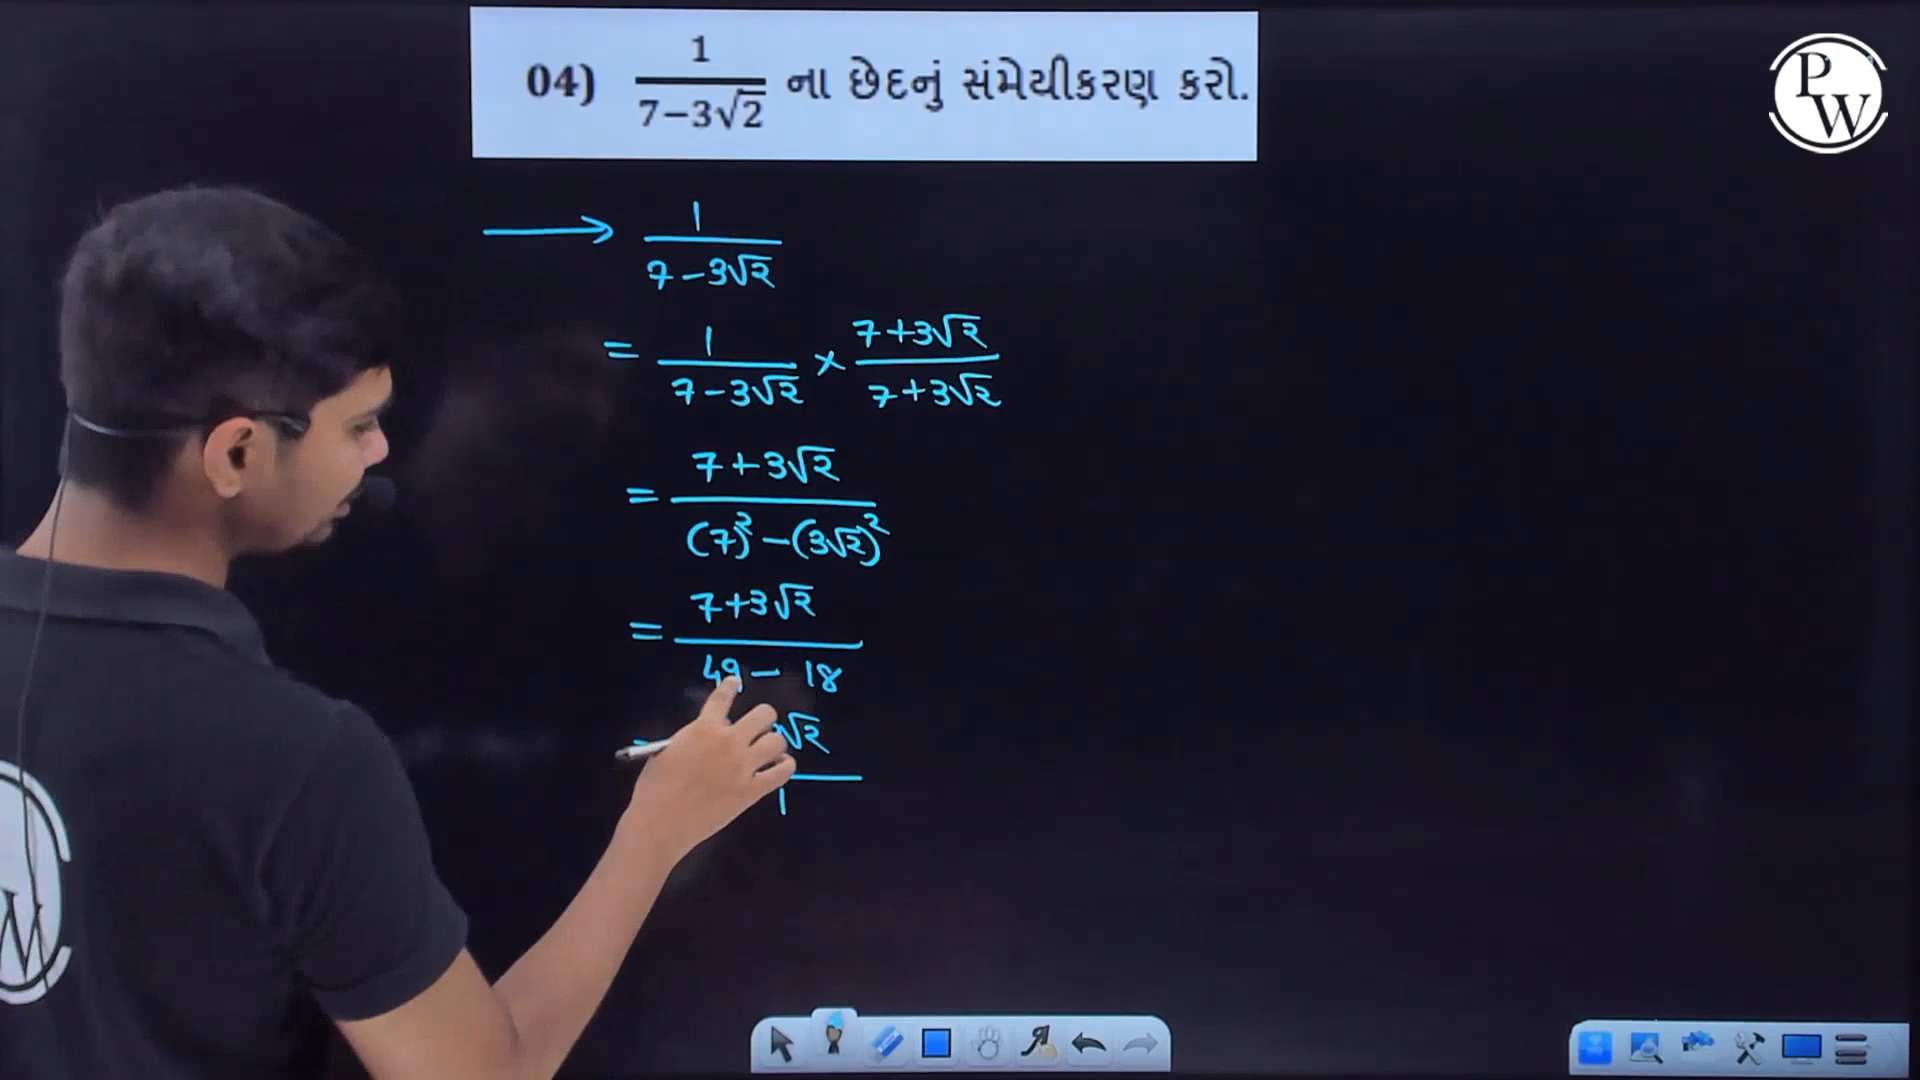 04) 1/(7−3√2) ના છેદનું સંમેયીકરણ કરો.
PW
→ 1/(7−3√2)
= 1/(7−3√2) × (7+3√2)/(7+3√2)
= (7+3√2)/((7)² − (3√2)²)
= (7+3√2)/(49 − 18)
√2